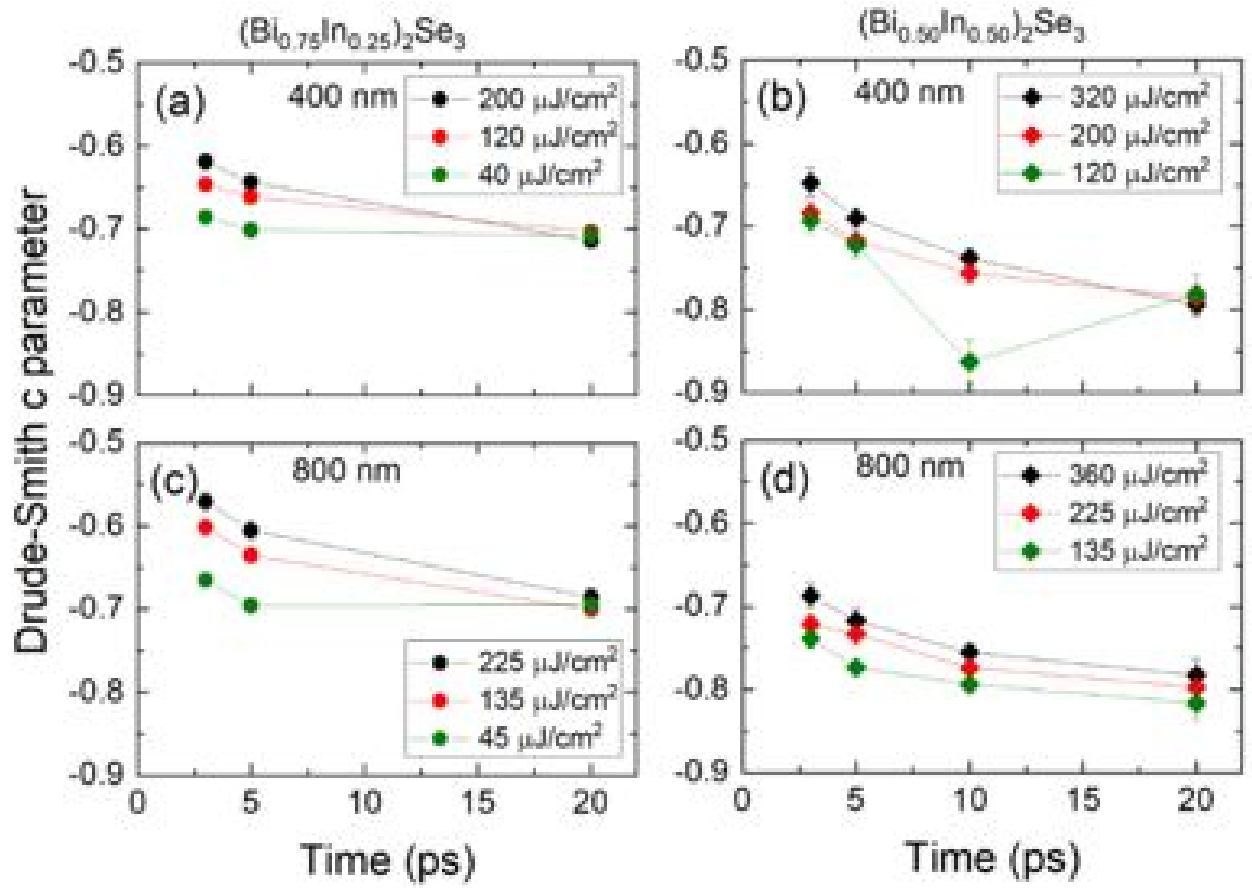 (Bi0.75In0.25)2Se3
(Bi0.50In0.50)2Se3
Drude-Smith c parameter
(a)
400 nm
200 μJ/cm²
120 μJ/cm²
40 μJ/cm²
-0.5
-0.6
-0.7
-0.8
-0.9
(b)
400 nm
320 μJ/cm²
200 μJ/cm²
120 μJ/cm²
-0.5
-0.6
-0.7
-0.8
-0.9
(c)
800 nm
225 μJ/cm²
135 μJ/cm²
45 μJ/cm²
-0.5
-0.6
-0.7
-0.8
-0.9
0 5 10 15 20
Time (ps)
(d)
800 nm
360 μJ/cm²
225 μJ/cm²
135 μJ/cm²
-0.5
-0.6
-0.7
-0.8
-0.9
0 5 10 15 20
Time (ps)